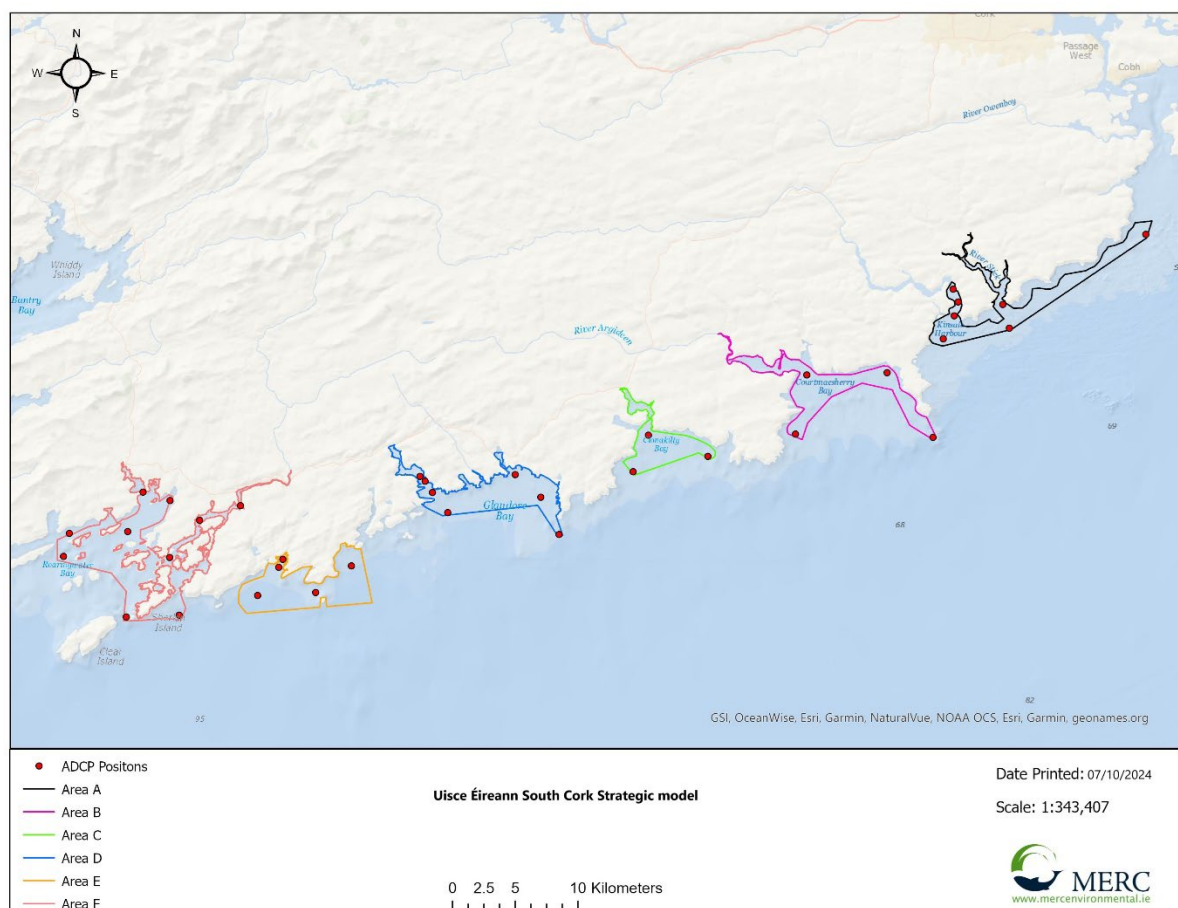 N
W
E
S
Cork
Passage
West
Cobh
River Owenboy
Whiddy
Island
Bantry
Bay
River Argideen
Kinsale
Harbour
Courtmacsherry
Bay
Clonakilty
Bay
Glandore
Bay
Roaringwater
Bay
Sherkin
Island
Clear
Island
69
68
82
95
GSI, OceanWise, Esri, Garmin, NaturalVue, NOAA OCS, Esri, Garmin, geonames.org
ADCP Positons
Area A
Area B
Area C
Area D
Area E
Area F
Uisce Éireann South Cork Strategic model
0 2.5 5 10 Kilometers
Date Printed: 07/10/2024
Scale: 1:343,407
MERC
www.mercenvironmental.ie